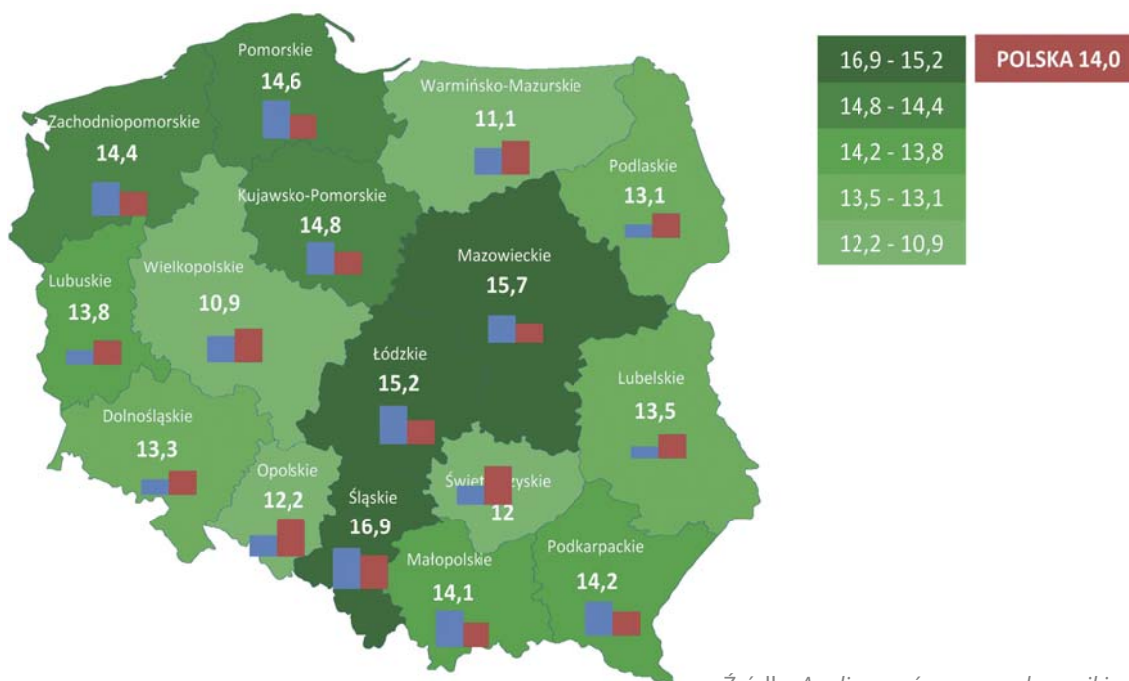 Pomorskie
14,6
Warmińsko-Mazurskie
11,1
Zachodniopomorskie
14,4
Podlaskie
13,1
Kujawsko-Pomorskie
14,8
Mazowieckie
15,7
Wielkopolskie
10,9
Lubuskie
13,8
Łódzkie
15,2
Lubelskie
13,5
Dolnośląskie
13,3
Opolskie
12,2
Śląskie
16,9
12
Małopolskie
14,1
Podkarpackie
14,2
16,9 - 15,2
14,8 - 14,4
14,2 - 13,8
13,5 - 13,1
12,2 - 10,9
POLSKA 14,0